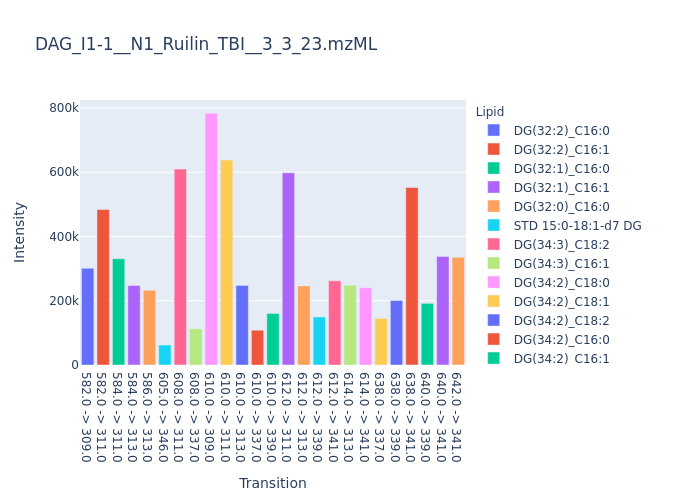 DAG_I1-1__N1_Ruilin_TBI__3_3_23.mzML
800k
600k
400k
200k
0
Intensity
582.0 -> 309.0
582.0 -> 311.0
584.0 -> 311.0
584.0 -> 313.0
586.0 -> 313.0
605.0 -> 346.0
608.0 -> 311.0
608.0 -> 337.0
610.0 -> 309.0
610.0 -> 311.0
610.0 -> 313.0
610.0 -> 337.0
610.0 -> 339.0
612.0 -> 311.0
612.0 -> 313.0
612.0 -> 339.0
612.0 -> 341.0
614.0 -> 313.0
614.0 -> 341.0
638.0 -> 337.0
638.0 -> 339.0
638.0 -> 341.0
640.0 -> 339.0
640.0 -> 341.0
642.0 -> 341.0
Transition
Lipid
DG(32:2)_C16:0
DG(32:2)_C16:1
DG(32:1)_C16:0
DG(32:1)_C16:1
DG(32:0)_C16:0
STD 15:0-18:1-d7 DG
DG(34:3)_C18:2
DG(34:3)_C16:1
DG(34:2)_C18:0
DG(34:2)_C18:1
DG(34:2)_C18:2
DG(34:2)_C16:0
DG(34:2)_C16:1